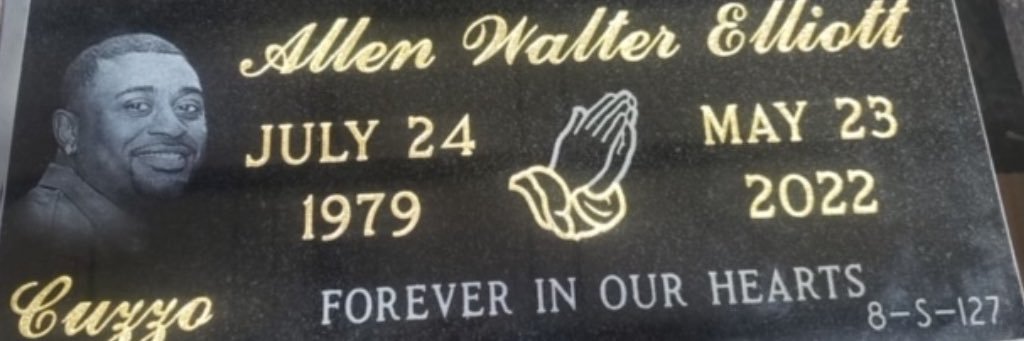 Allen Walter Elliott
JULY 24 MAY 23
1979 2022
Cuzzo FOREVER IN OUR HEARTS
8-S-127